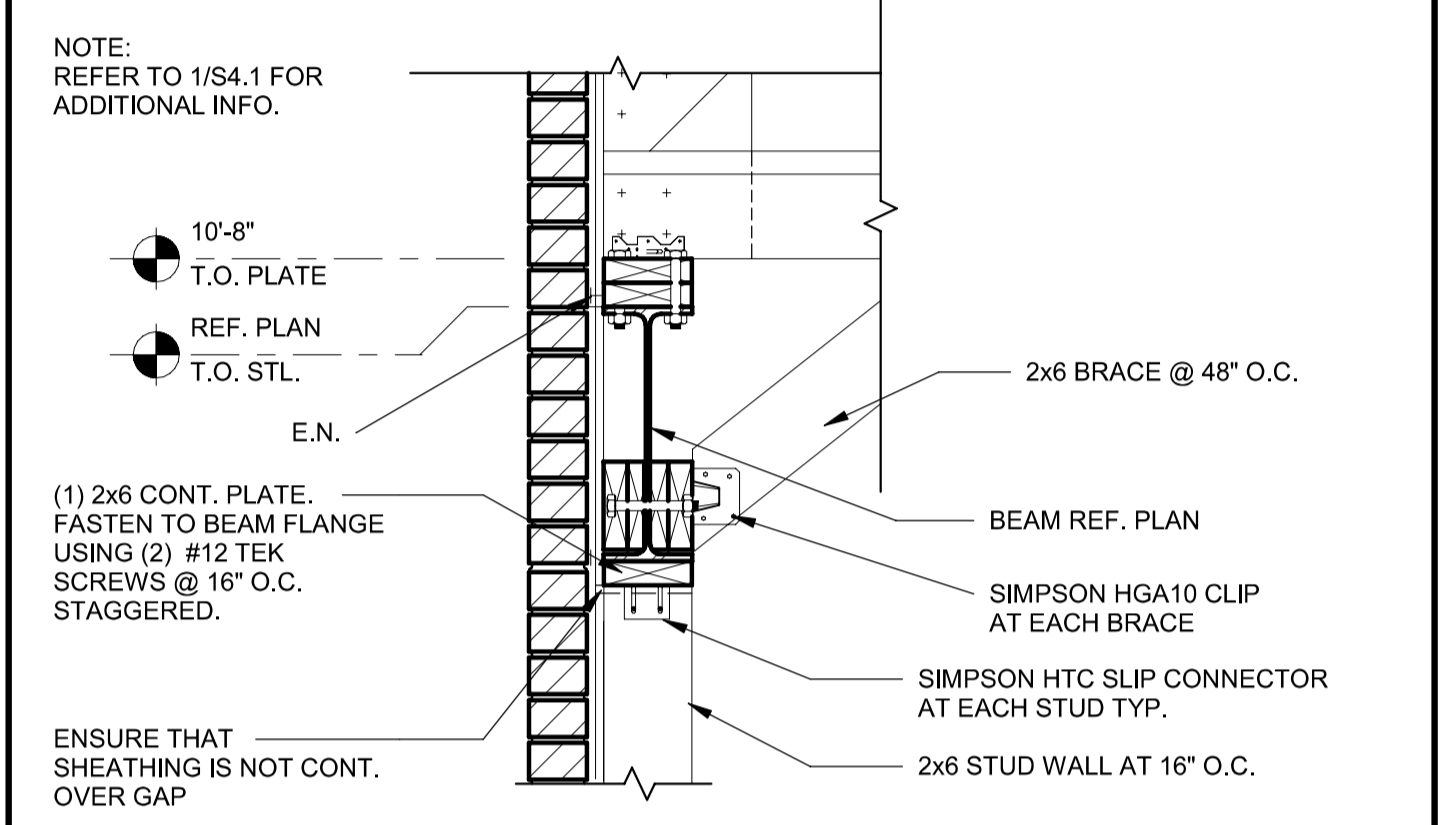 NOTE:
REFER TO 1/S4.1 FOR
ADDITIONAL INFO.
10'-8"
T.O. PLATE
REF. PLAN
T.O. STL.
E.N.
(1) 2x6 CONT. PLATE.
FASTEN TO BEAM FLANGE
USING (2) #12 TEK
SCREWS @ 16" O.C.
STAGGERED.
ENSURE THAT
SHEATHING IS NOT CONT.
OVER GAP
2x6 BRACE @ 48" O.C.
BEAM REF. PLAN
SIMPSON HGA10 CLIP
AT EACH BRACE
SIMPSON HTC SLIP CONNECTOR
AT EACH STUD TYP.
2x6 STUD WALL AT 16" O.C.